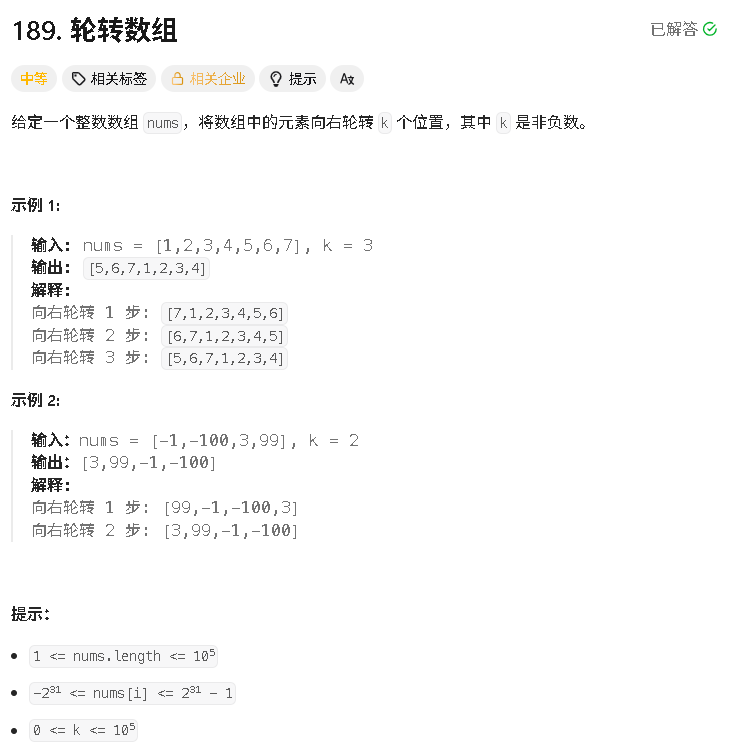 189. 轮转数组
已解答
中等 相关标签 相关企业 提示 Ax
给定一个整数数组 nums，将数组中的元素向右轮转 k 个位置，其中 k 是非负数。
示例 1:
输入: nums = [1,2,3,4,5,6,7], k = 3
输出: [5,6,7,1,2,3,4]
解释:
向右轮转 1 步: [7,1,2,3,4,5,6]
向右轮转 2 步: [6,7,1,2,3,4,5]
向右轮转 3 步: [5,6,7,1,2,3,4]
示例 2:
输入：nums = [-1,-100,3,99], k = 2
输出：[3,99,-1,-100]
解释:
向右轮转 1 步: [99,-1,-100,3]
向右轮转 2 步: [3,99,-1,-100]
提示：
1 <= nums.length <= 10⁵
-2³¹ <= nums[i] <= 2³¹ - 1
0 <= k <= 10⁵